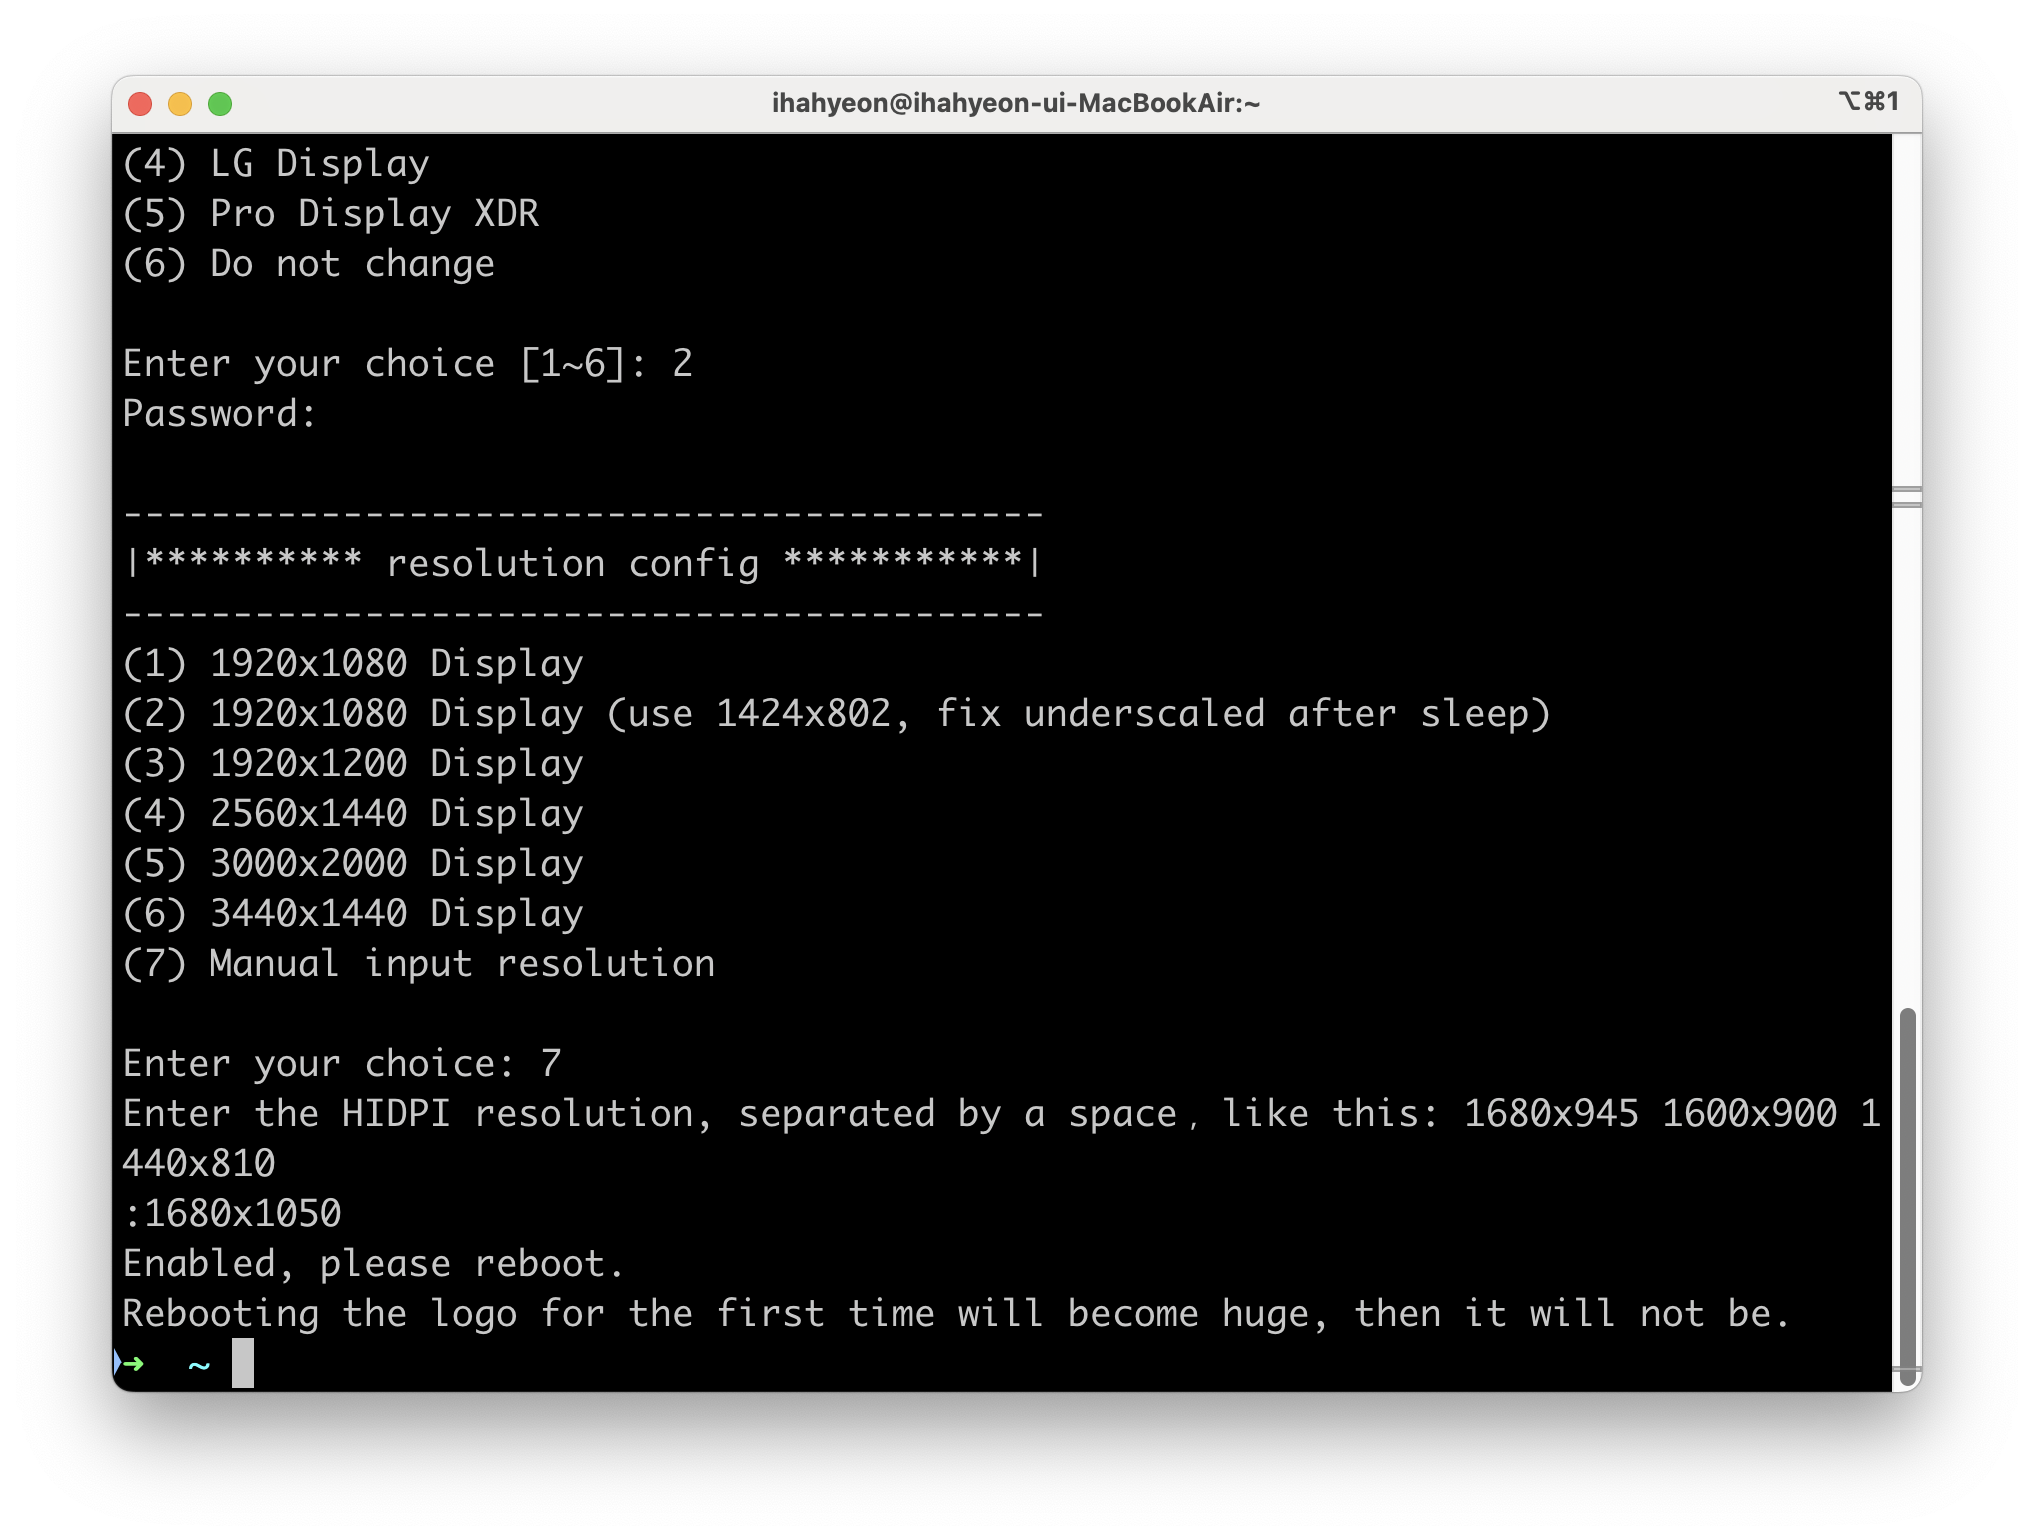 ihahyeon@ihahyeon-ui-MacBookAir:~
⌥⌘1
(4) LG Display
(5) Pro Display XDR
(6) Do not change
Enter your choice [1~6]: 2
Password:
------------------------------------------
|********** resolution config ***********|
------------------------------------------
(1) 1920x1080 Display
(2) 1920x1080 Display (use 1424x802, fix underscaled after sleep)
(3) 1920x1200 Display
(4) 2560x1440 Display
(5) 3000x2000 Display
(6) 3440x1440 Display
(7) Manual input resolution
Enter your choice: 7
Enter the HIDPI resolution, separated by a space，like this: 1680x945 1600x900 1
440x810
:1680x1050
Enabled, please reboot.
Rebooting the logo for the first time will become huge, then it will not be.
➜  ~